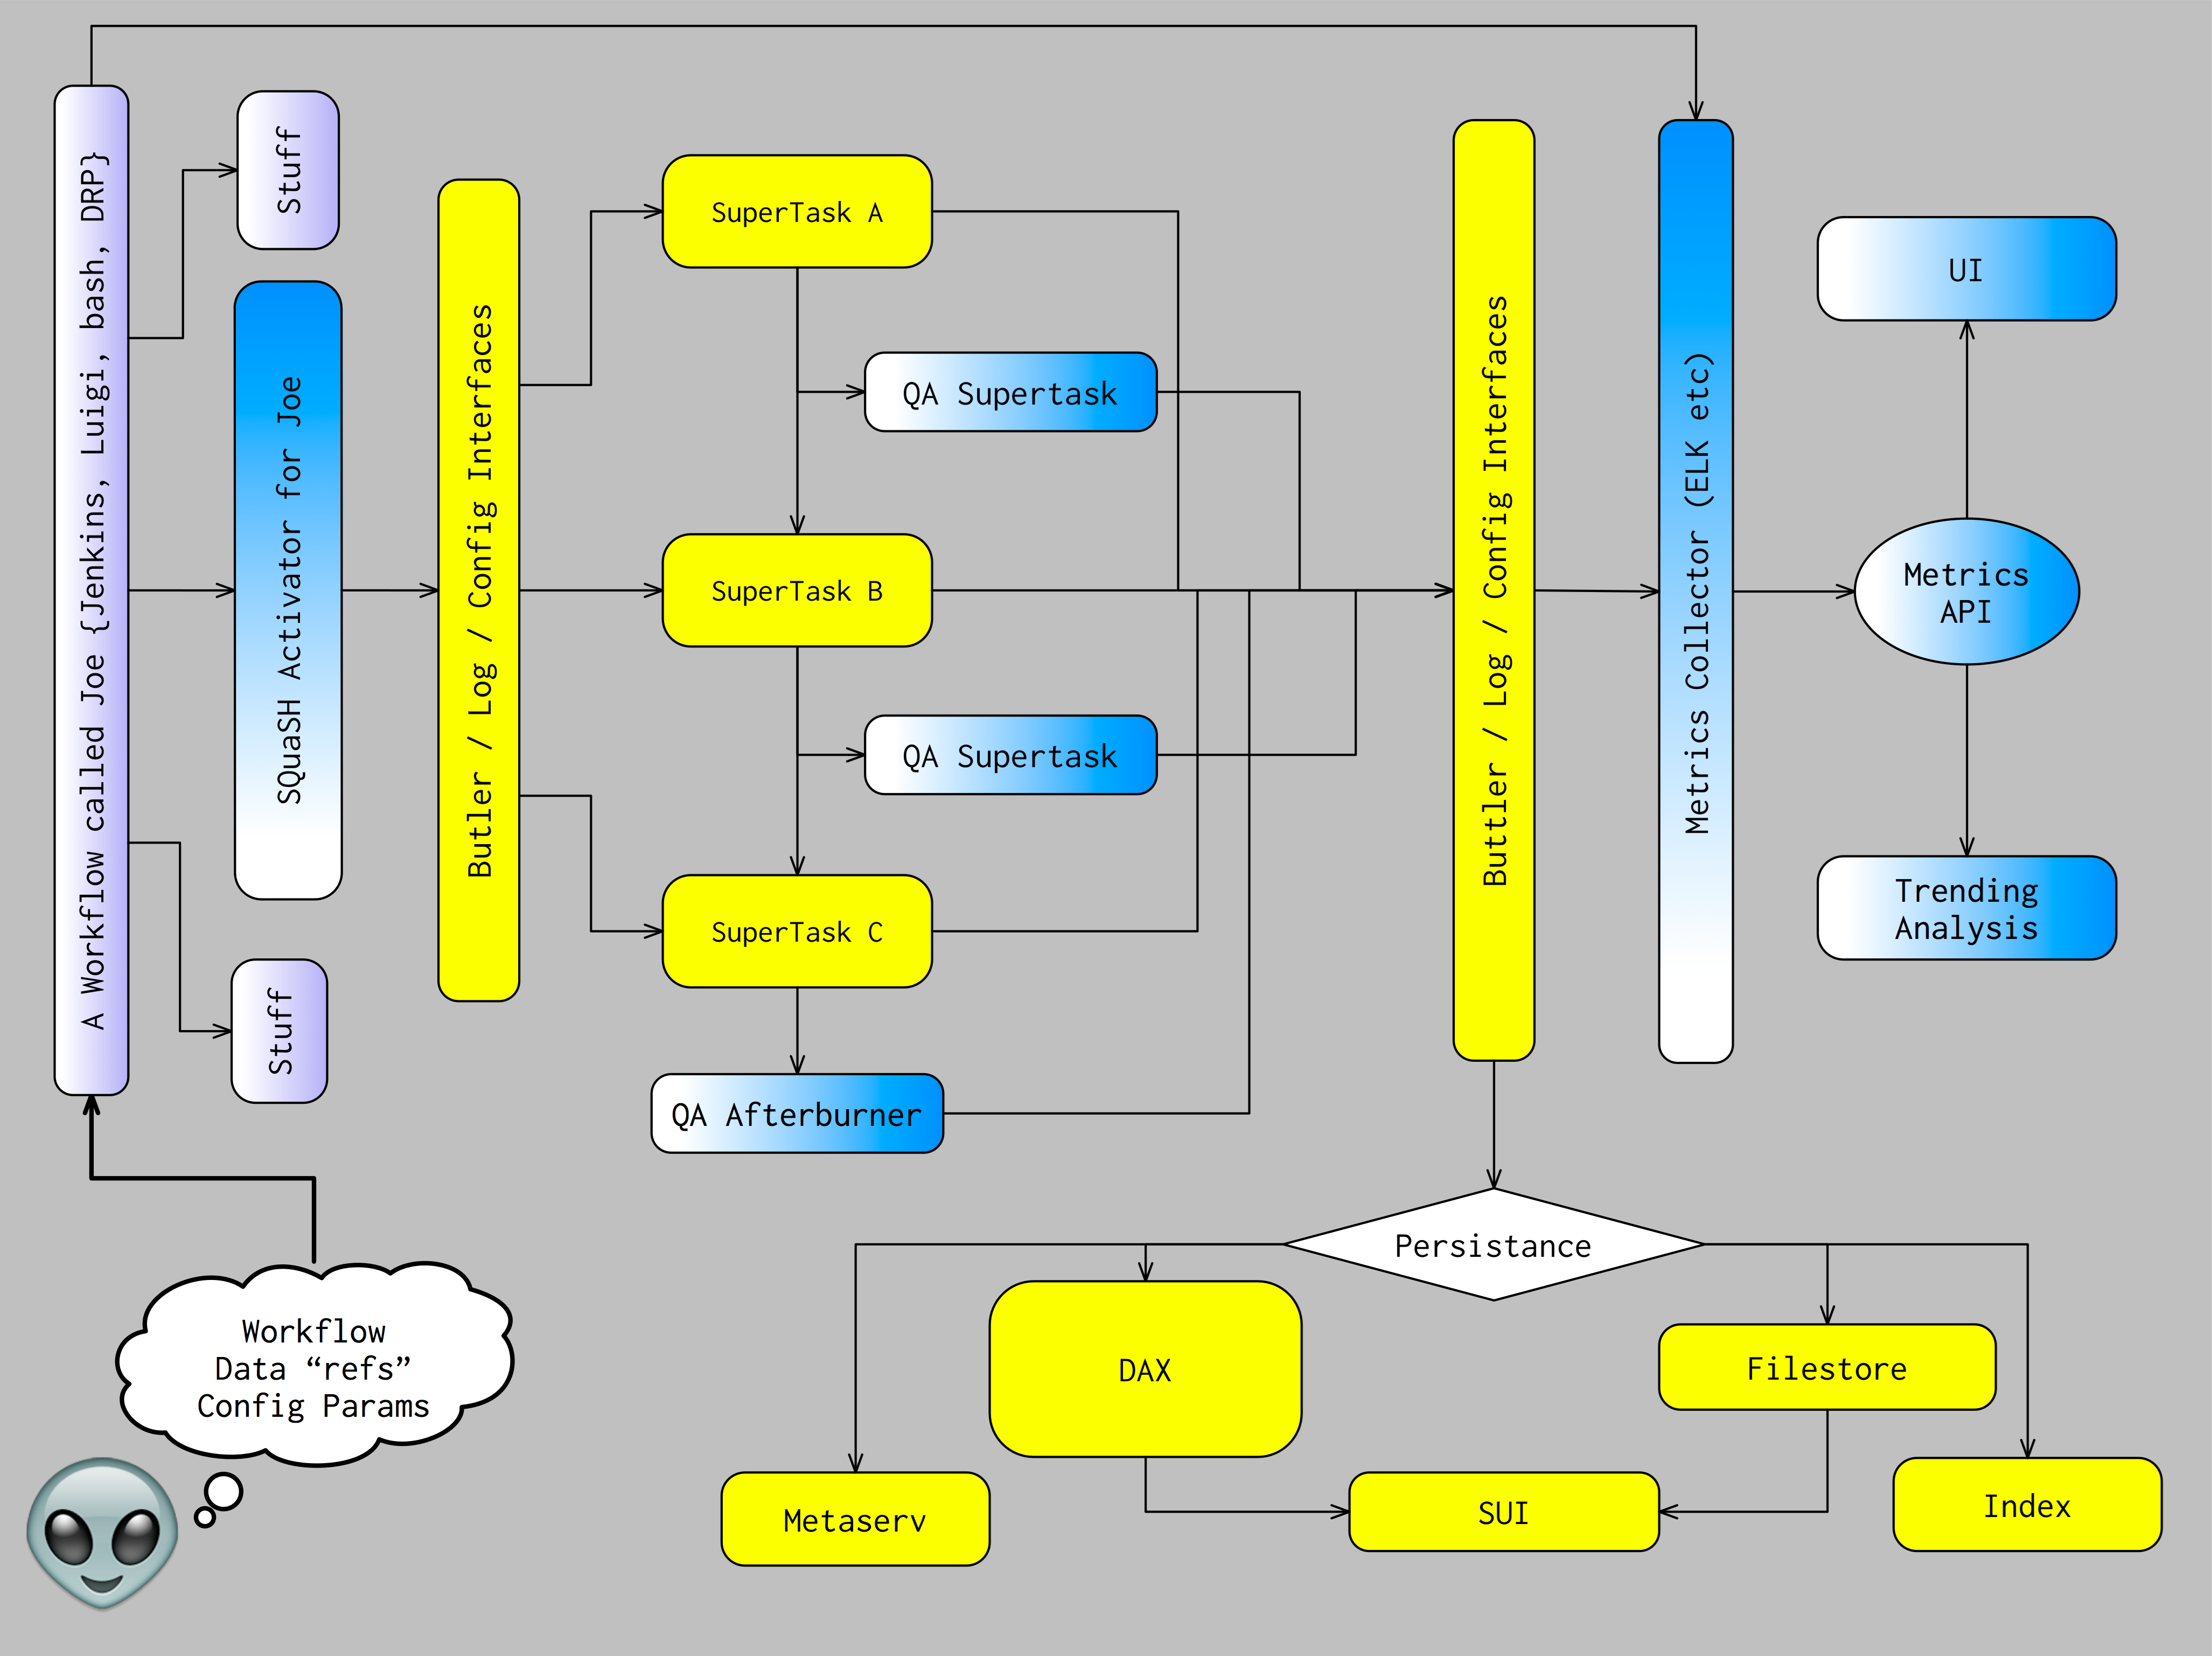 A Workflow called Joe {Jenkins, Luigi, bash, DRP}
Stuff
SQuaSH Activator for Joe
Stuff
Butler / Log / Config Interfaces
SuperTask A
QA Supertask
SuperTask B
QA Supertask
SuperTask C
QA Afterburner
Buttler / Log / Config Interfaces
Metrics Collector (ELK etc)
UI
Metrics
API
Trending
Analysis
Persistance
DAX
Filestore
Metaserv
SUI
Index
Workflow
Data “refs”
Config Params